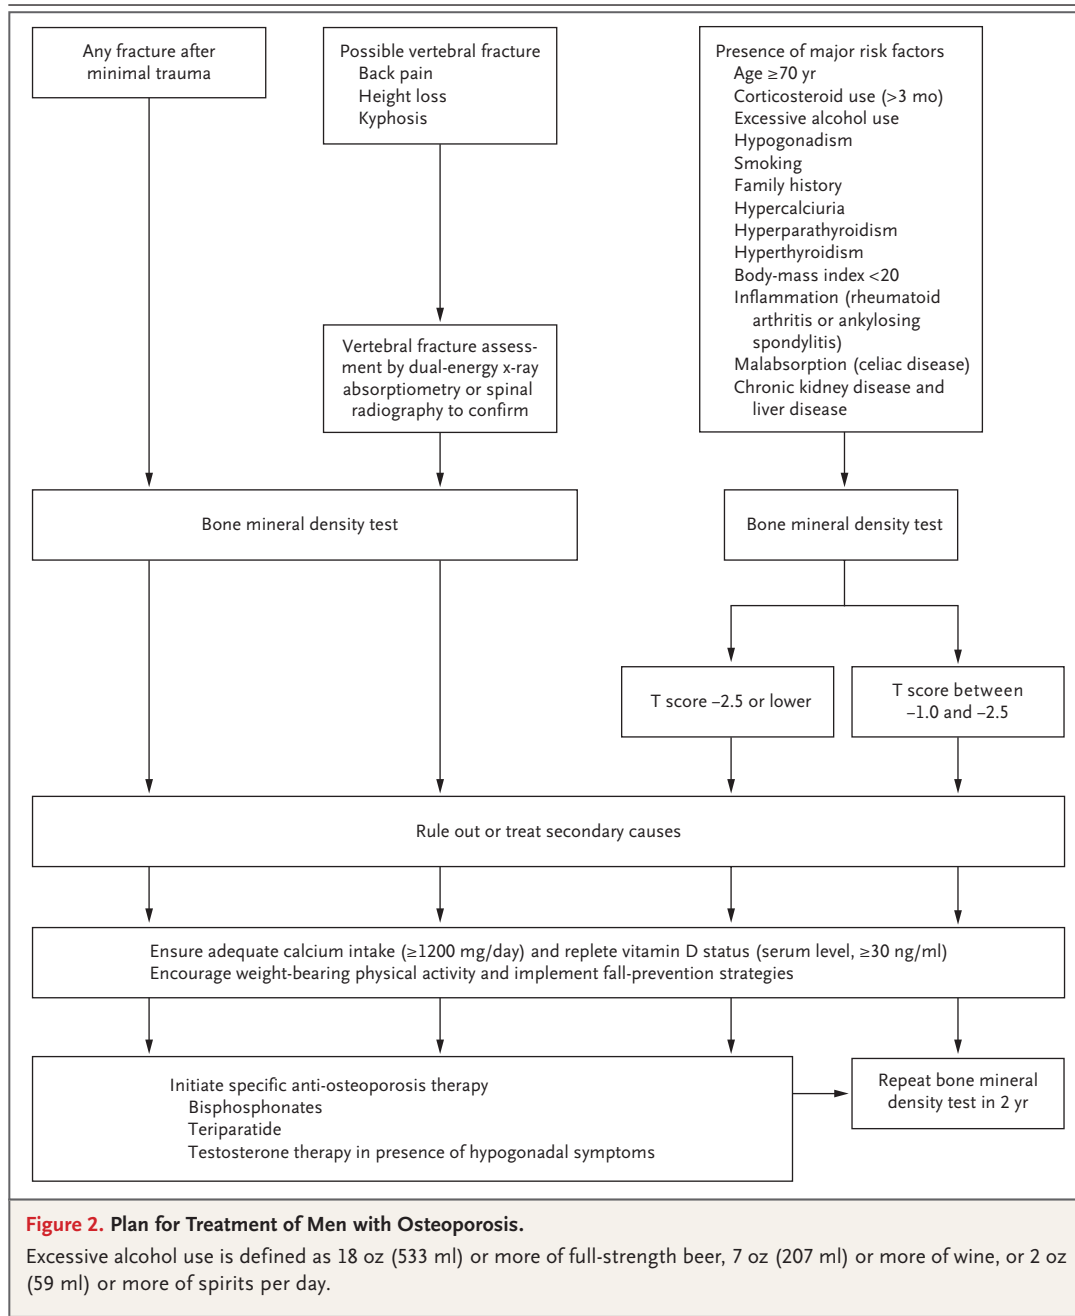 Any fracture after
minimal trauma
Possible vertebral fracture
Back pain
Height loss
Kyphosis
Presence of major risk factors
Age ≥70 yr
Corticosteroid use (>3 mo)
Excessive alcohol use
Hypogonadism
Smoking
Family history
Hypercalciuria
Hyperparathyroidism
Hyperthyroidism
Body-mass index <20
Inflammation (rheumatoid
arthritis or ankylosing
spondylitis)
Malabsorption (celiac disease)
Chronic kidney disease and
liver disease
Vertebral fracture assess-
ment by dual-energy x-ray
absorptiometry or spinal
radiography to confirm
Bone mineral density test
Bone mineral density test
T score –2.5 or lower
T score between
–1.0 and –2.5
Rule out or treat secondary causes
Ensure adequate calcium intake (≥1200 mg/day) and replete vitamin D status (serum level, ≥30 ng/ml)
Encourage weight-bearing physical activity and implement fall-prevention strategies
Initiate specific anti-osteoporosis therapy
Bisphosphonates
Teriparatide
Testosterone therapy in presence of hypogonadal symptoms
Repeat bone mineral
density test in 2 yr
Figure 2. Plan for Treatment of Men with Osteoporosis.
Excessive alcohol use is defined as 18 oz (533 ml) or more of full-strength beer, 7 oz (207 ml) or more of wine, or 2 oz
(59 ml) or more of spirits per day.